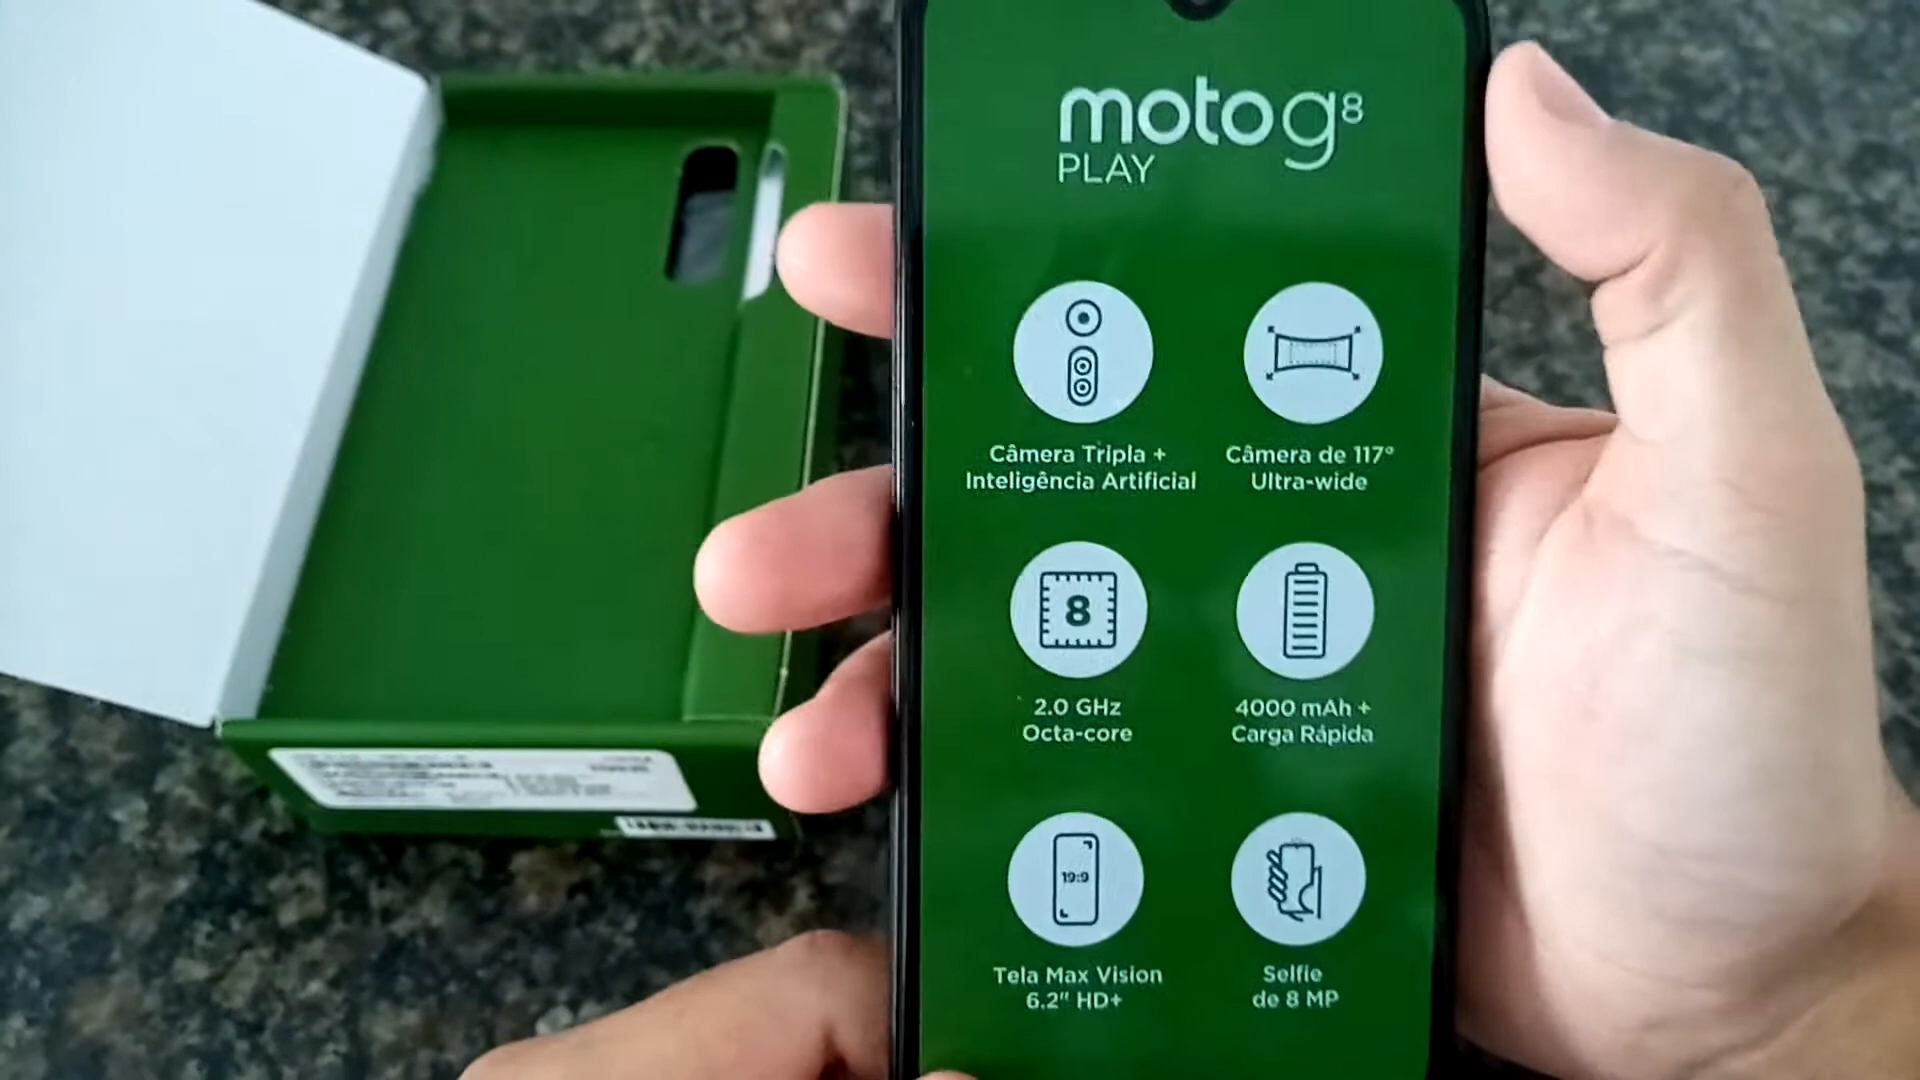 moto g8
PLAY
Câmera Tripla +
Inteligência Artificial
Câmera de 117°
Ultra-wide
8
2.0 GHz
Octa-core
4000 mAh +
Carga Rápida
19:9
Tela Max Vision
6.2" HD+
Selfie
de 8 MP